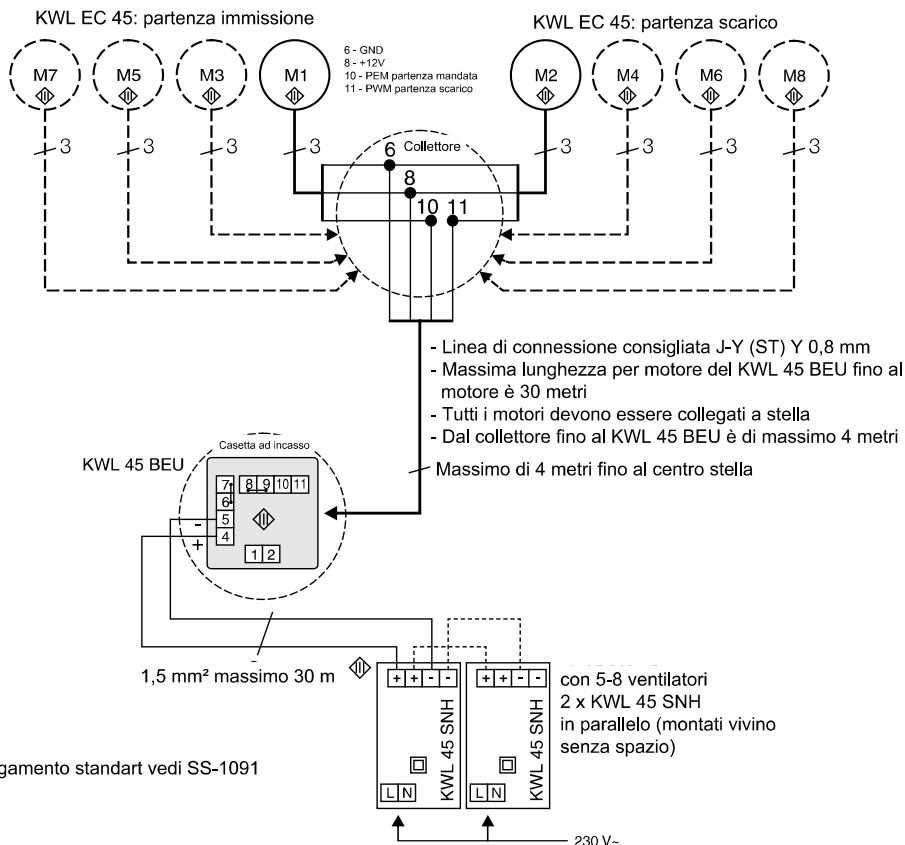 KWL EC 45: partenza immissione
KWL EC 45: partenza scarico
M7
M5
M3
M1
6 - GND
8 - +12V
10 - PEM partenza mandata
11 - PWM partenza scarico
M2
M4
M6
M8
3
3
3
3
3
3
3
3
6 Collettore
8
10 11
- Linea di connessione consigliata J-Y (ST) Y 0,8 mm
- Massima lunghezza per motore del KWL 45 BEU fino al
motore è 30 metri
- Tutti i motori devono essere collegati a stella
- Dal collettore fino al KWL 45 BEU è di massimo 4 metri
Massimo di 4 metri fino al centro stella
Casetta ad incasso
KWL 45 BEU
7 8 9 10 11
6
- 5
+ 4
1 2
1,5 mm² massimo 30 m
+ + - -
+ + - -
KWL 45 SNH
KWL 45 SNH
L N
L N
con 5-8 ventilatori
2 x KWL 45 SNH
in parallelo (montati vivino
senza spazio)
gamento standart vedi SS-1091
230 V~